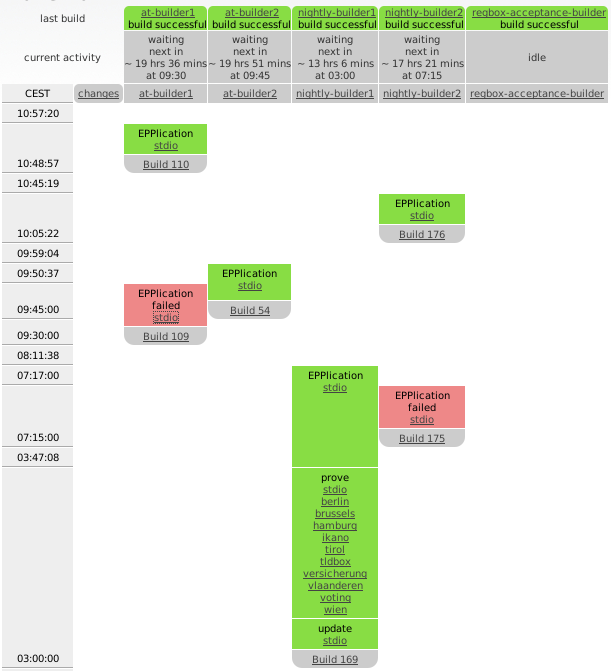 last build
at-builder1
build successful
at-builder2
build successful
nightly-builder1
build successful
nightly-builder2
build successful
regbox-acceptance-builder
build successful
current activity
waiting
next in
~ 19 hrs 36 mins
at 09:30
waiting
next in
~ 19 hrs 51 mins
at 09:45
waiting
next in
~ 13 hrs 6 mins
at 03:00
waiting
next in
~ 17 hrs 21 mins
at 07:15
idle
CEST
changes
at-builder1
at-builder2
nightly-builder1
nightly-builder2
regbox-acceptance-builder
10:57:20
EPPlication
stdio
10:48:57
Build 110
10:45:19
EPPlication
stdio
10:05:22
Build 176
09:59:04
09:50:37
EPPlication
stdio
EPPlication
failed
stdio
09:45:00
Build 54
09:30:00
Build 109
08:11:38
07:17:00
EPPlication
stdio
EPPlication
failed
stdio
07:15:00
Build 175
03:47:08
prove
stdio
berlin
brussels
hamburg
ikano
tirol
tldbox
versicherung
vlaanderen
voting
wien
update
stdio
03:00:00
Build 169